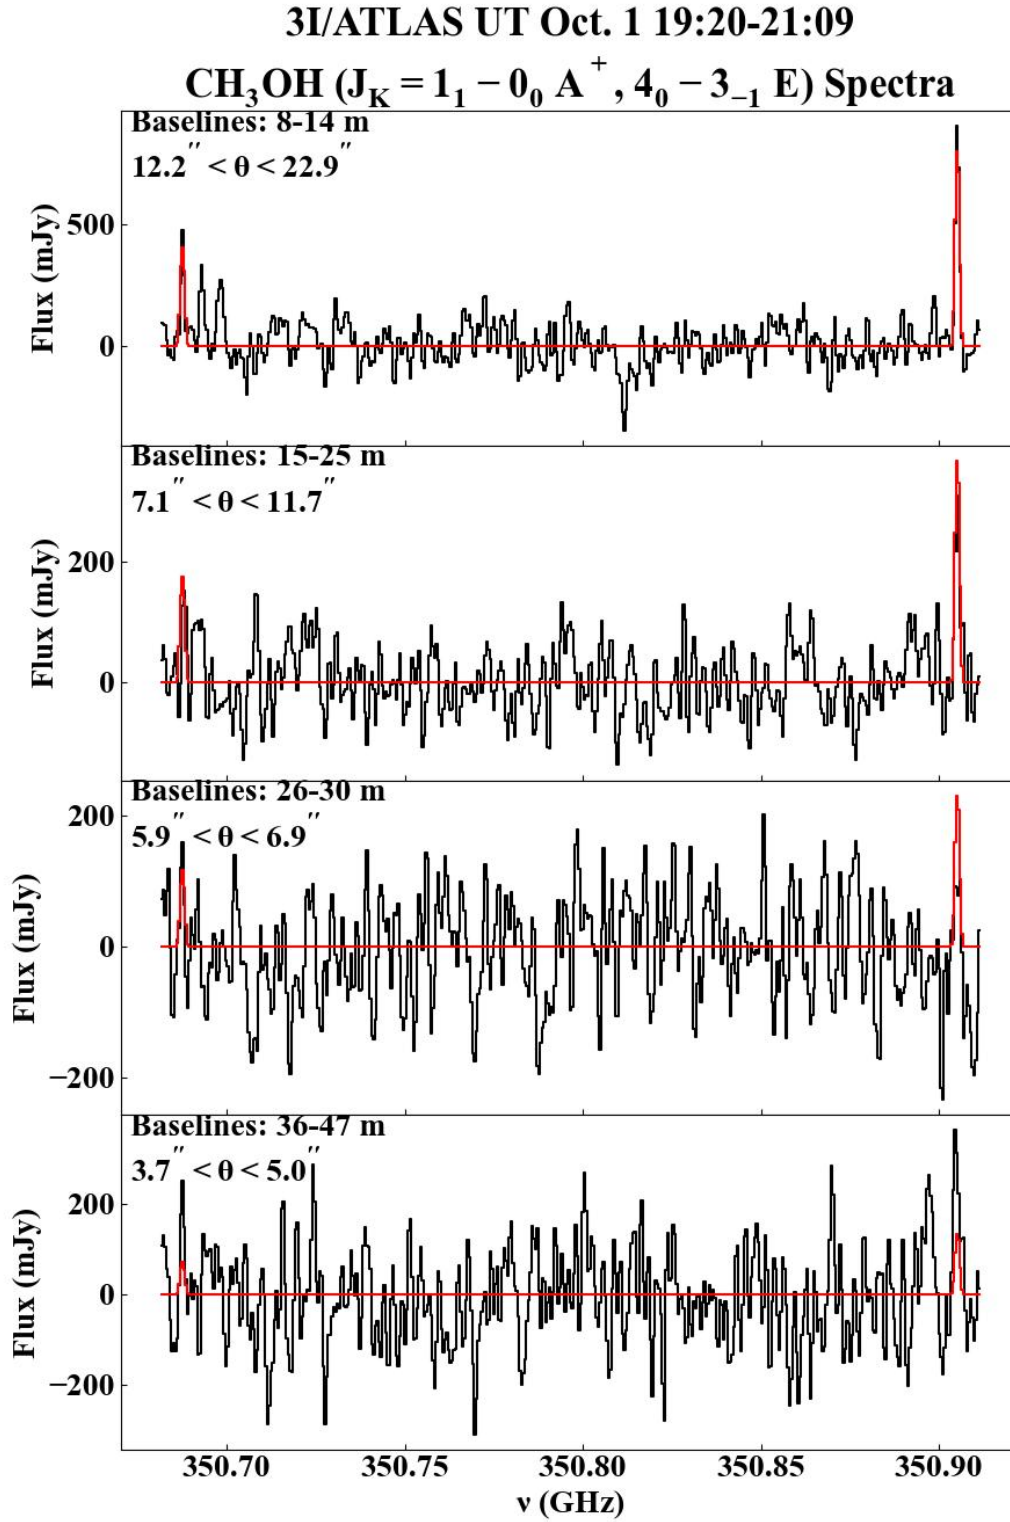 3I/ATLAS UT Oct. 1 19:20-21:09
CH₃OH (J_K = 1₁ − 0₀ A⁺, 4₀ − 3₋₁ E) Spectra
Baselines: 8-14 m
12.2″ < θ < 22.9″
500
0
Flux (mJy)
Baselines: 15-25 m
7.1″ < θ < 11.7″
200
0
Flux (mJy)
Baselines: 26-30 m
5.9″ < θ < 6.9″
200
0
−200
Flux (mJy)
Baselines: 36-47 m
3.7″ < θ < 5.0″
200
0
−200
Flux (mJy)
350.70 350.75 350.80 350.85 350.90
ν (GHz)